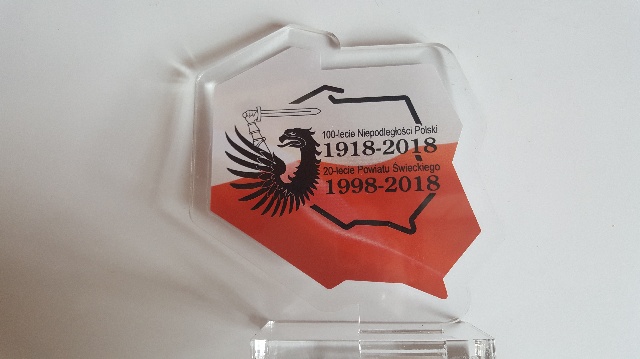 100-lecie Niepodległości Polski
1918-2018
20-lecie Powiatu Świeckiego
1998-2018